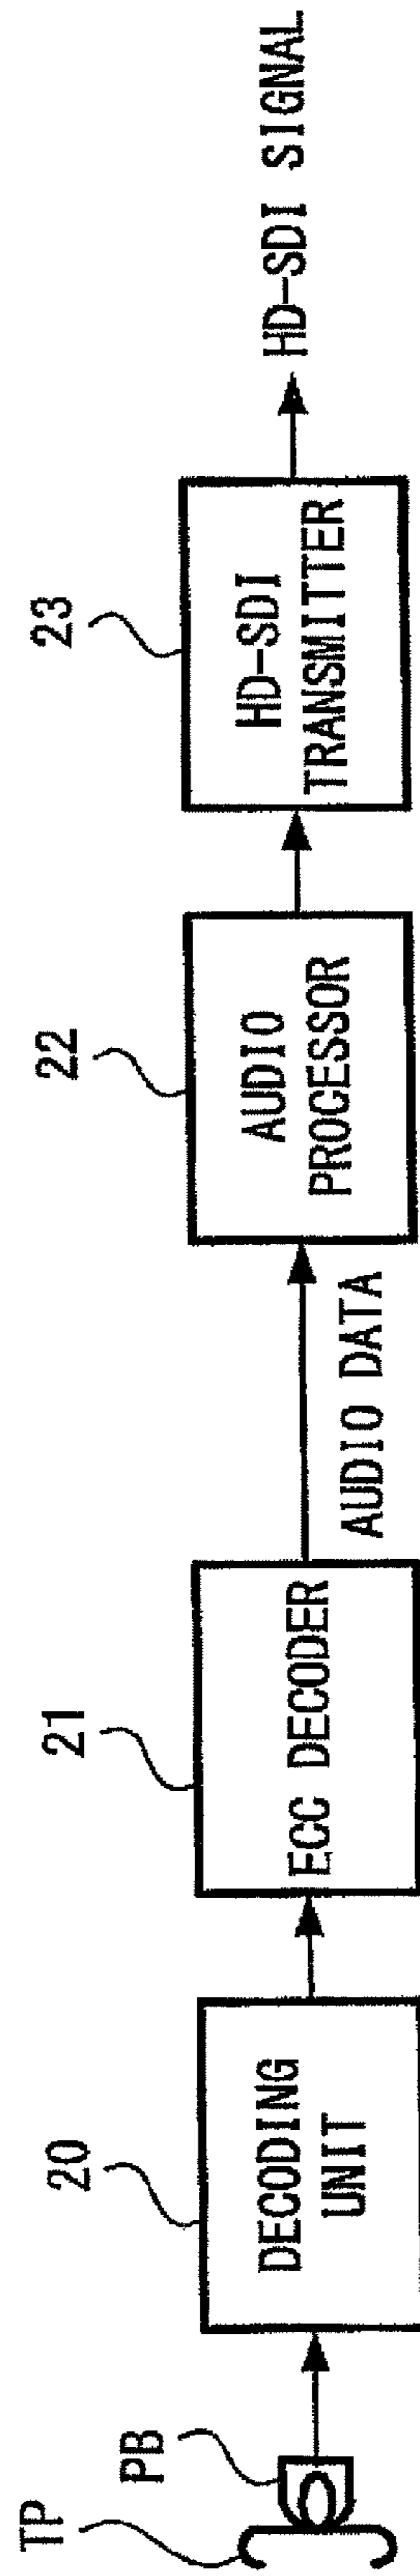 TP
PB
20
DECODING
UNIT
21
ECC DECODER
AUDIO DATA
22
AUDIO
PROCESSOR
23
HD-SDI
TRANSMITTER
HD-SDI SIGNAL